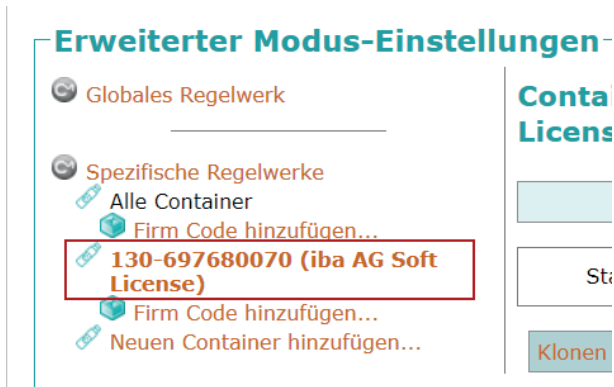 Erweiterter Modus-Einstellungen
Globales Regelwerk
Spezifische Regelwerke
Alle Container
Firm Code hinzufügen...
130-697680070 (iba AG Soft
License)
Firm Code hinzufügen...
Neuen Container hinzufügen...
Klonen